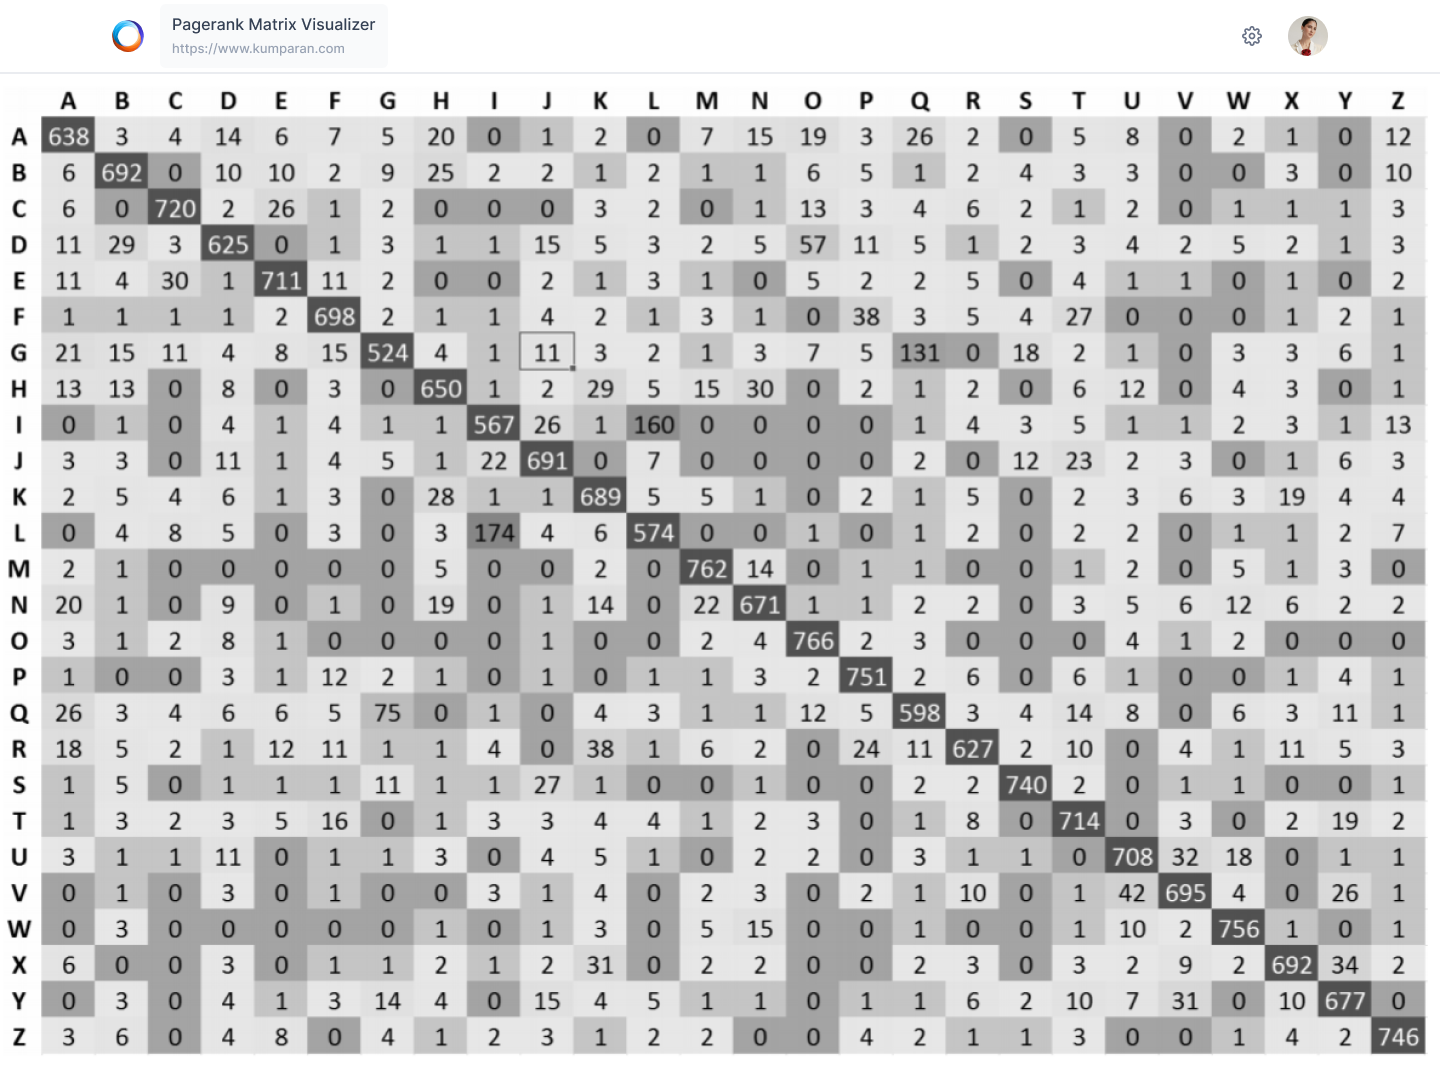 Pagerank Matrix Visualizer
https://www.kumparan.com
A B C D E F G H I J K L M N O P Q R S T U V W X Y Z
A 638 3 4 14 6 7 5 20 0 1 2 0 7 15 19 3 26 2 0 5 8 0 2 1 0 12
B 6 692 0 10 10 2 9 25 2 2 1 2 1 1 6 5 1 2 4 3 3 0 0 3 0 10
C 6 0 720 2 26 1 2 0 0 0 3 2 0 1 13 3 4 6 2 1 2 0 1 1 1 3
D 11 29 3 625 0 1 3 1 1 15 5 3 2 5 57 11 5 1 2 3 4 2 5 2 1 3
E 11 4 30 1 711 11 2 0 0 2 1 3 1 0 5 2 2 5 0 4 1 1 0 1 0 2
F 1 1 1 1 2 698 2 1 1 4 2 1 3 1 0 38 3 5 4 27 0 0 0 1 2 1
G 21 15 11 4 8 15 524 4 1 11 3 2 1 3 7 5 131 0 18 2 1 0 3 3 6 1
H 13 13 0 8 0 3 0 650 1 2 29 5 15 30 0 2 1 2 0 6 12 0 4 3 0 1
I 0 1 0 4 1 4 1 1 567 26 1 160 0 0 0 0 1 4 3 5 1 1 2 3 1 13
J 3 3 0 11 1 4 5 1 22 691 0 7 0 0 0 0 2 0 12 23 2 3 0 1 6 3
K 2 5 4 6 1 3 0 28 1 1 689 5 5 1 0 2 1 5 0 2 3 6 3 19 4 4
L 0 4 8 5 0 3 0 3 174 4 6 574 0 0 1 0 1 2 0 2 2 0 1 1 2 7
M 2 1 0 0 0 0 0 5 0 0 2 0 762 14 0 1 1 0 0 1 2 0 5 1 3 0
N 20 1 0 9 0 1 0 19 0 1 14 0 22 671 1 1 2 2 0 3 5 6 12 6 2 2
O 3 1 2 8 1 0 0 0 0 1 0 0 2 4 766 2 3 0 0 0 4 1 2 0 0 0
P 1 0 0 3 1 12 2 1 0 1 0 1 1 3 2 751 2 6 0 6 1 0 0 1 4 1
Q 26 3 4 6 6 5 75 0 1 0 4 3 1 1 12 5 598 3 4 14 8 0 6 3 11 1
R 18 5 2 1 12 11 1 1 4 0 38 1 6 2 0 24 11 627 2 10 0 4 1 11 5 3
S 1 5 0 1 1 1 11 1 1 27 1 0 0 1 0 0 2 2 740 2 0 1 1 0 0 1
T 1 3 2 3 5 16 0 1 3 3 4 4 1 2 3 0 1 8 0 714 0 3 0 2 19 2
U 3 1 1 11 0 1 1 3 0 4 5 1 0 2 2 0 3 1 1 0 708 32 18 0 1 1
V 0 1 0 3 0 1 0 0 3 1 4 0 2 3 0 2 1 10 0 1 42 695 4 0 26 1
W 0 3 0 0 0 0 0 1 0 1 3 0 5 15 0 0 1 0 0 1 10 2 756 1 0 1
X 6 0 0 3 0 1 1 2 1 2 31 0 2 2 0 0 2 3 0 3 2 9 2 692 34 2
Y 0 3 0 4 1 3 14 4 0 15 4 5 1 1 0 1 1 6 2 10 7 31 0 10 677 0
Z 3 6 0 4 8 0 4 1 2 3 1 2 2 0 0 4 2 1 1 3 0 0 1 4 2 746